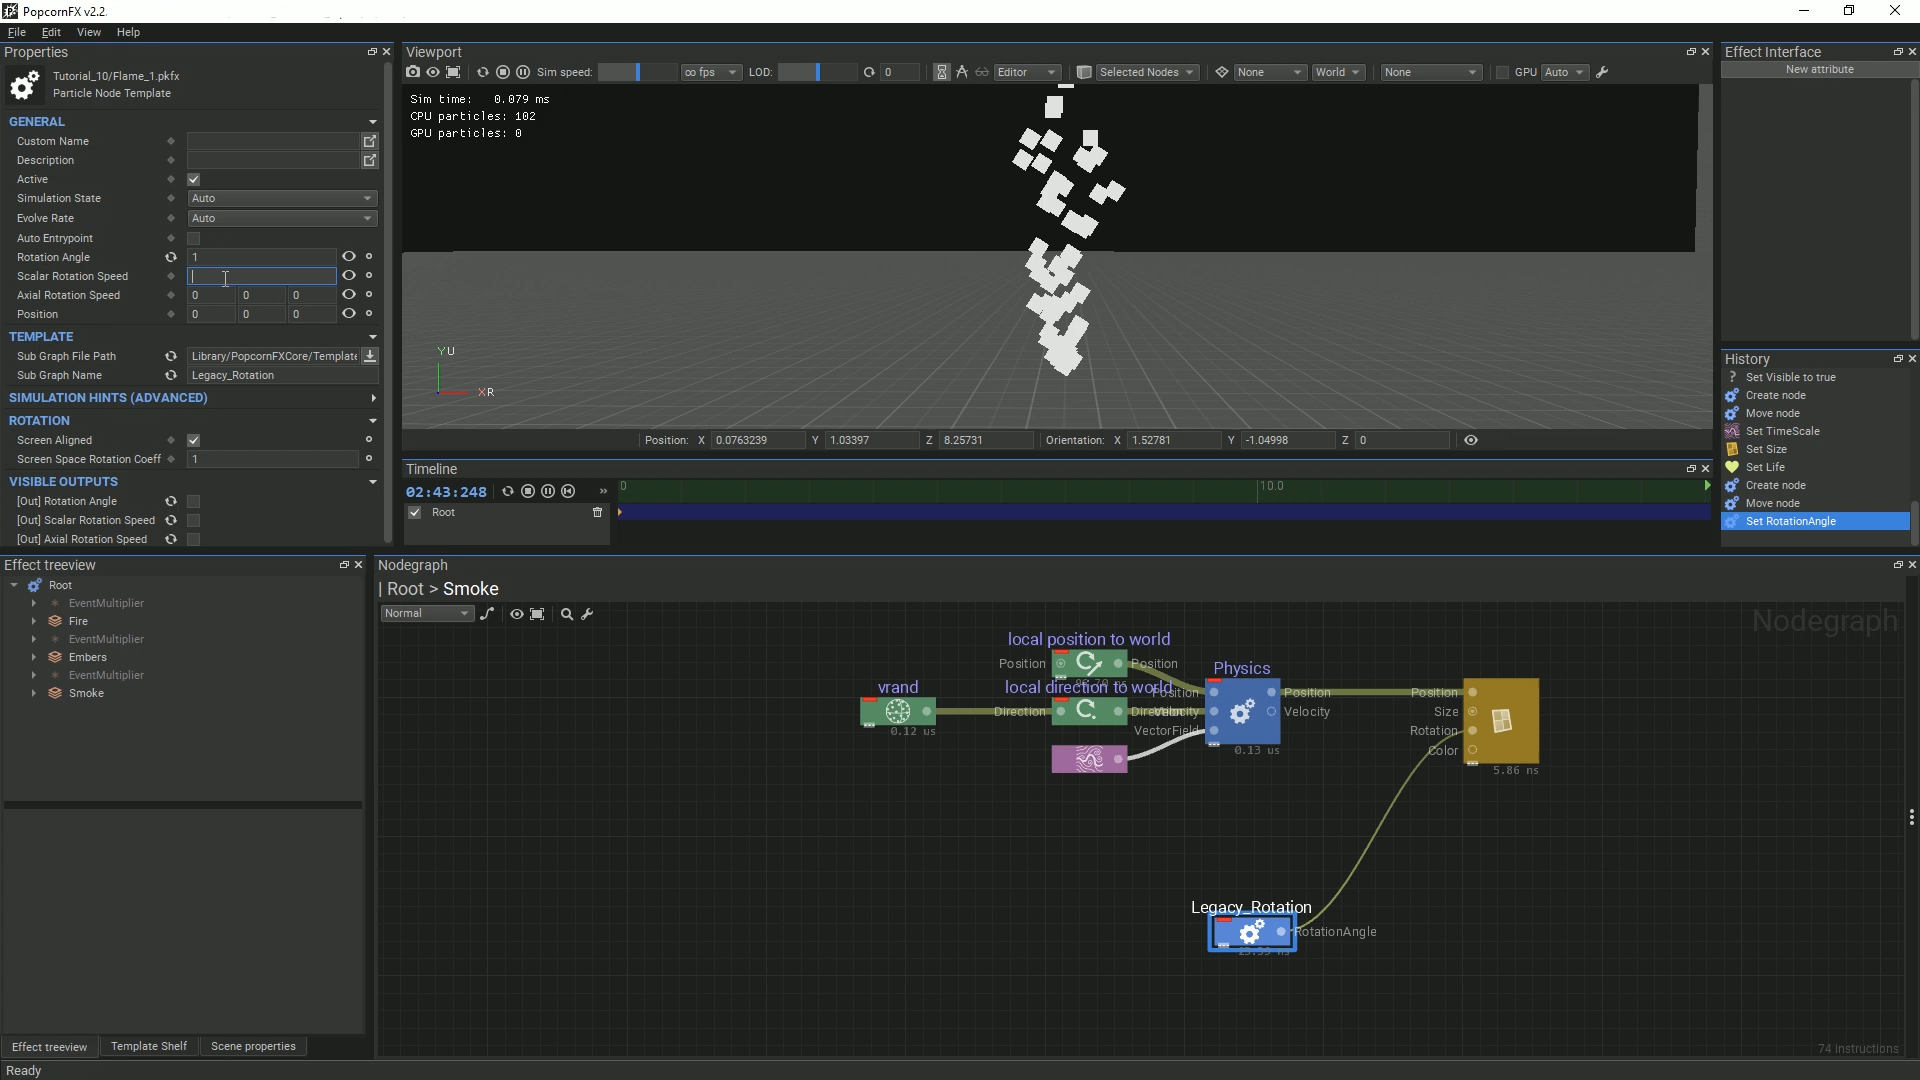 PopcornFX v2.2.
File Edit View Help
Properties
Tutorial_10/Flame_1.pkfx
Particle Node Template
GENERAL
Custom Name
Description
Active
Simulation State Auto
Evolve Rate Auto
Auto Entrypoint
Rotation Angle 1
Scalar Rotation Speed
Axial Rotation Speed 0 0 0
Position 0 0 0
TEMPLATE
Sub Graph File Path Library/PopcornFXCore/Template
Sub Graph Name Legacy_Rotation
SIMULATION HINTS (ADVANCED)
ROTATION
Screen Aligned
Screen Space Rotation Coeff 1
VISIBLE OUTPUTS
[Out] Rotation Angle
[Out] Scalar Rotation Speed
[Out] Axial Rotation Speed
Viewport
Sim speed: ∞ fps LOD: 0 Editor Selected Nodes None World None GPU Auto
Sim time: 0.079 ms
CPU particles: 102
GPU particles: 0
YU
XR
Position: X 0.0763239 Y 1.03397 Z 8.25731 Orientation: X 1.52781 Y -1.04998 Z 0
Timeline
02:43:248 » 0 10.0
Root
Effect Interface
New attribute
History
Set Visible to true
Create node
Move node
Set TimeScale
Set Size
Set Life
Create node
Move node
Set RotationAngle
Effect treeview
Root
EventMultiplier
Fire
EventMultiplier
Embers
EventMultiplier
Smoke
Effect treeview Template Shelf Scene properties
Nodegraph
| Root > Smoke
Normal
Nodegraph
local position to world
Position Position
vrand
0.12 us
local direction to world
Direction Direction
Physics
Position Position
Velocity Velocity
VectorField
0.13 us
Position
Size
Rotation
Color
5.86 ns
Legacy_Rotation
RotationAngle
74 instructions
Ready